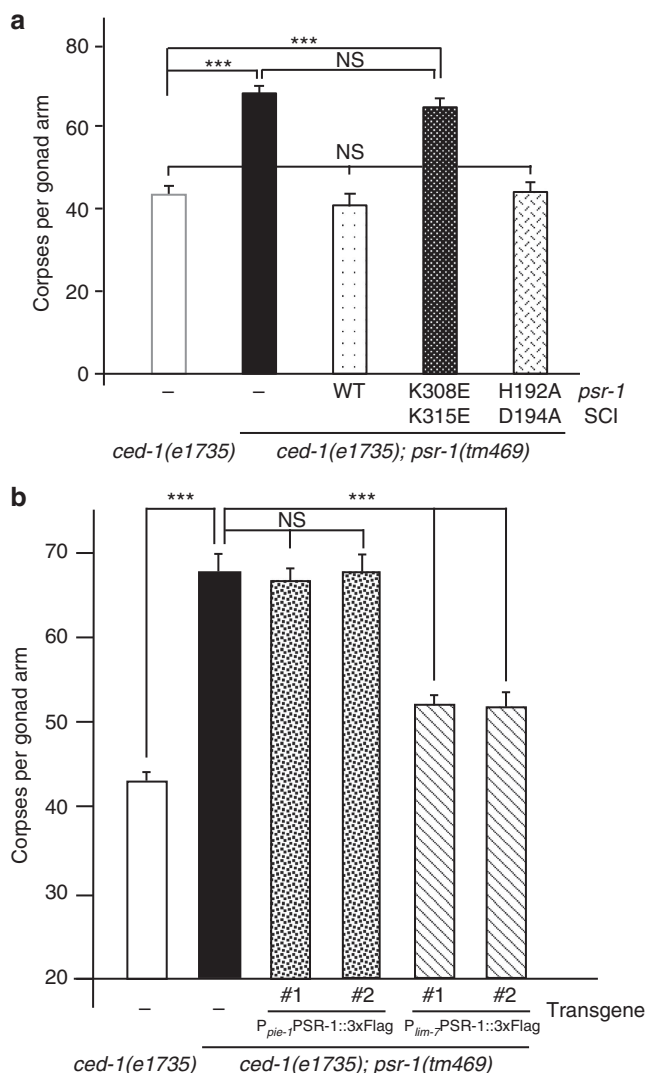 a
Corpses per gonad arm
80
60
40
20
0
***
***
NS
NS
– – WT K308E H192A psr-1
K315E D194A SCI
ced-1(e1735) ced-1(e1735); psr-1(tm469)
b
Corpses per gonad arm
70
60
50
40
30
20
*** ***
NS
– – #1 #2 #1 #2 Transgene
Ppie-1PSR-1::3xFlag Plim-7PSR-1::3xFlag
ced-1(e1735) ced-1(e1735); psr-1(tm469)